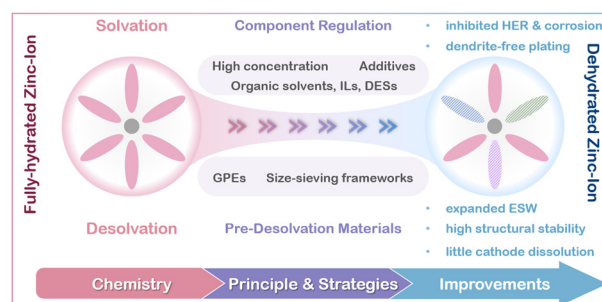 Solvation
Component Regulation
• inhibited HER & corrosion
• dendrite-free plating
Fully-hydrated Zinc-Ion
High concentration Additives
Organic solvents, ILs, DESs
Dehydrated Zinc-Ion
GPEs Size-sieving frameworks
Desolvation
Pre-Desolvation Materials
• expanded ESW
• high structural stability
• little cathode dissolution
Chemistry
Principle & Strategies
Improvements